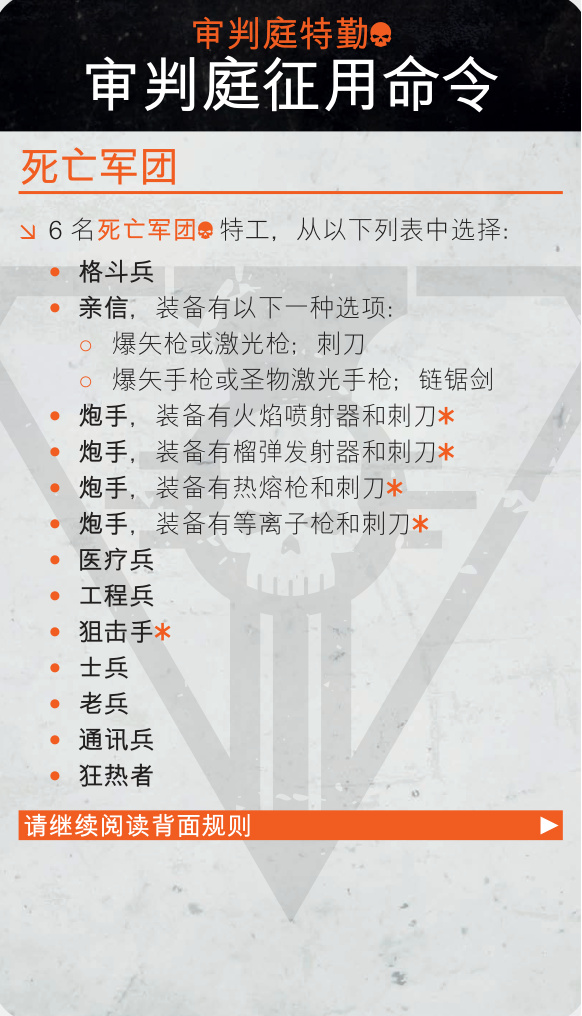 审判庭特勤
审判庭征用命令
死亡军团
6 名死亡军团 特工，从以下列表中选择：
• 格斗兵
• 亲信，装备有以下一种选项：
○ 爆矢枪或激光枪；刺刀
○ 爆矢手枪或圣物激光手枪；链锯剑
• 炮手，装备有火焰喷射器和刺刀*
• 炮手，装备有榴弹发射器和刺刀*
• 炮手，装备有热熔枪和刺刀*
• 炮手，装备有等离子枪和刺刀*
• 医疗兵
• 工程兵
• 狙击手*
• 士兵
• 老兵
• 通讯兵
• 狂热者
请继续阅读背面规则